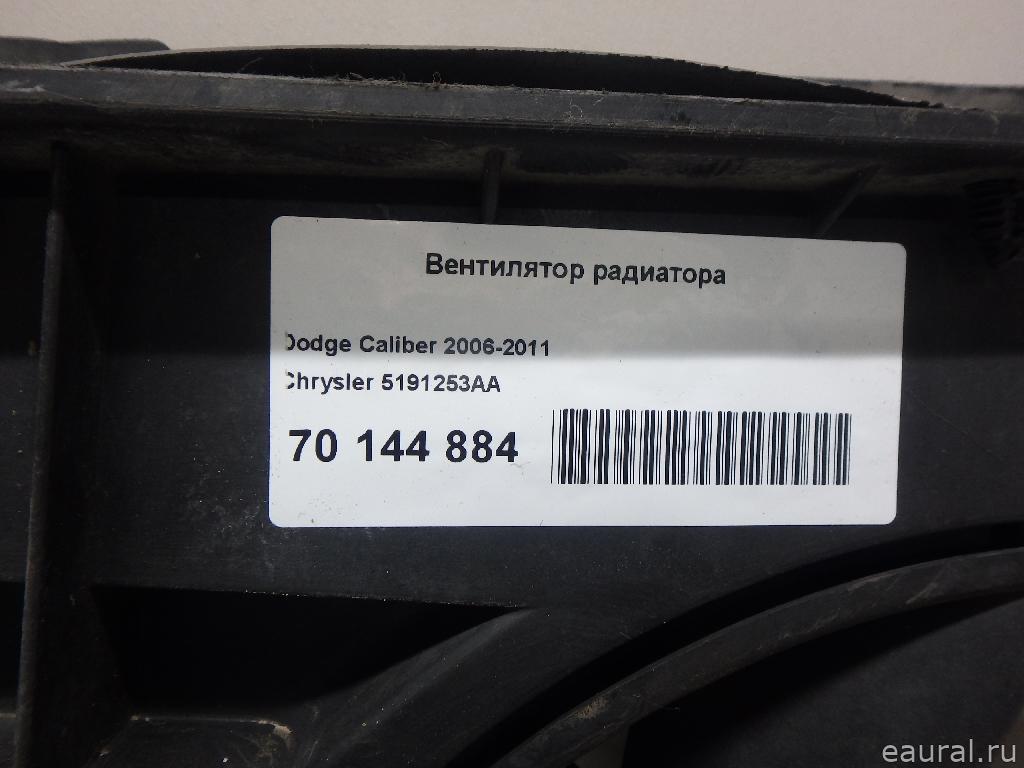 Вентилятор радиатора
Dodge Caliber 2006-2011
Chrysler 5191253AA
70 144 884
eaural.ru